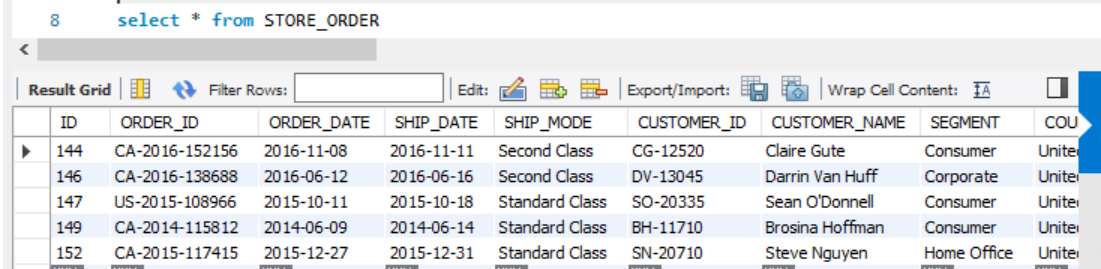 8 select * from STORE_ORDER
Result Grid Filter Rows: Edit: Export/Import: Wrap Cell Content: IA
ID ORDER_ID ORDER_DATE SHIP_DATE SHIP_MODE CUSTOMER_ID CUSTOMER_NAME SEGMENT COU
144 CA-2016-152156 2016-11-08 2016-11-11 Second Class CG-12520 Claire Gute Consumer Unite
146 CA-2016-138688 2016-06-12 2016-06-16 Second Class DV-13045 Darrin Van Huff Corporate Unite
147 US-2015-108966 2015-10-11 2015-10-18 Standard Class SO-20335 Sean O'Donnell Consumer Unite
149 CA-2014-115812 2014-06-09 2014-06-14 Standard Class BH-11710 Brosina Hoffman Consumer Unite
152 CA-2015-117415 2015-12-27 2015-12-31 Standard Class SN-20710 Steve Nguyen Home Office Unite